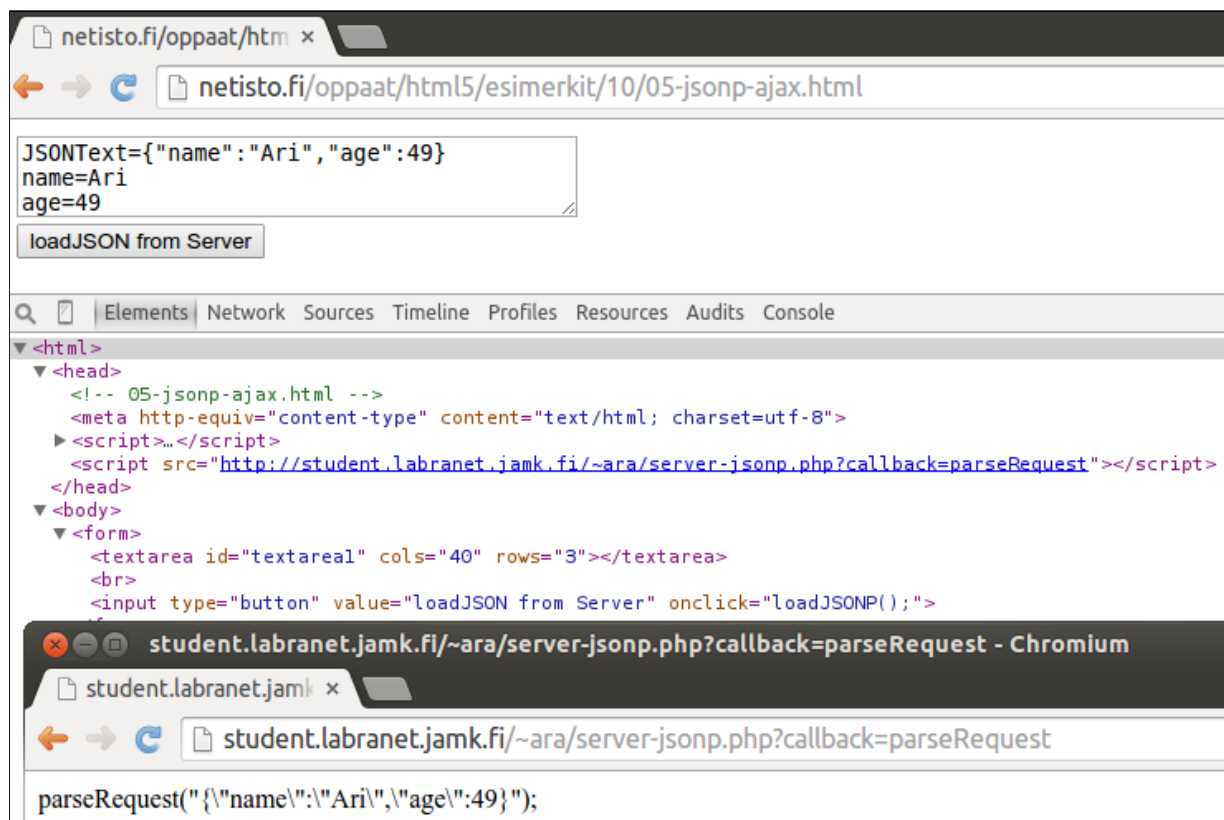 netisto.fi/oppaat/htm ×
netisto.fi/oppaat/html5/esimerkit/10/05-jsonp-ajax.html
JSONText={"name":"Ari","age":49}
name=Ari
age=49
loadJSON from Server
Elements Network Sources Timeline Profiles Resources Audits Console
▼<html>
▼<head>
<!-- 05-jsonp-ajax.html -->
<meta http-equiv="content-type" content="text/html; charset=utf-8">
▶<script>…</script>
<script src="http://student.labranet.jamk.fi/~ara/server-jsonp.php?callback=parseRequest"></script>
</head>
▼<body>
▼<form>
<textarea id="textarea1" cols="40" rows="3"></textarea>
<br>
<input type="button" value="loadJSON from Server" onclick="loadJSONP();">
student.labranet.jamk.fi/~ara/server-jsonp.php?callback=parseRequest - Chromium
student.labranet.jamk ×
student.labranet.jamk.fi/~ara/server-jsonp.php?callback=parseRequest
parseRequest("{\"name\":\"Ari\",\"age\":49}");